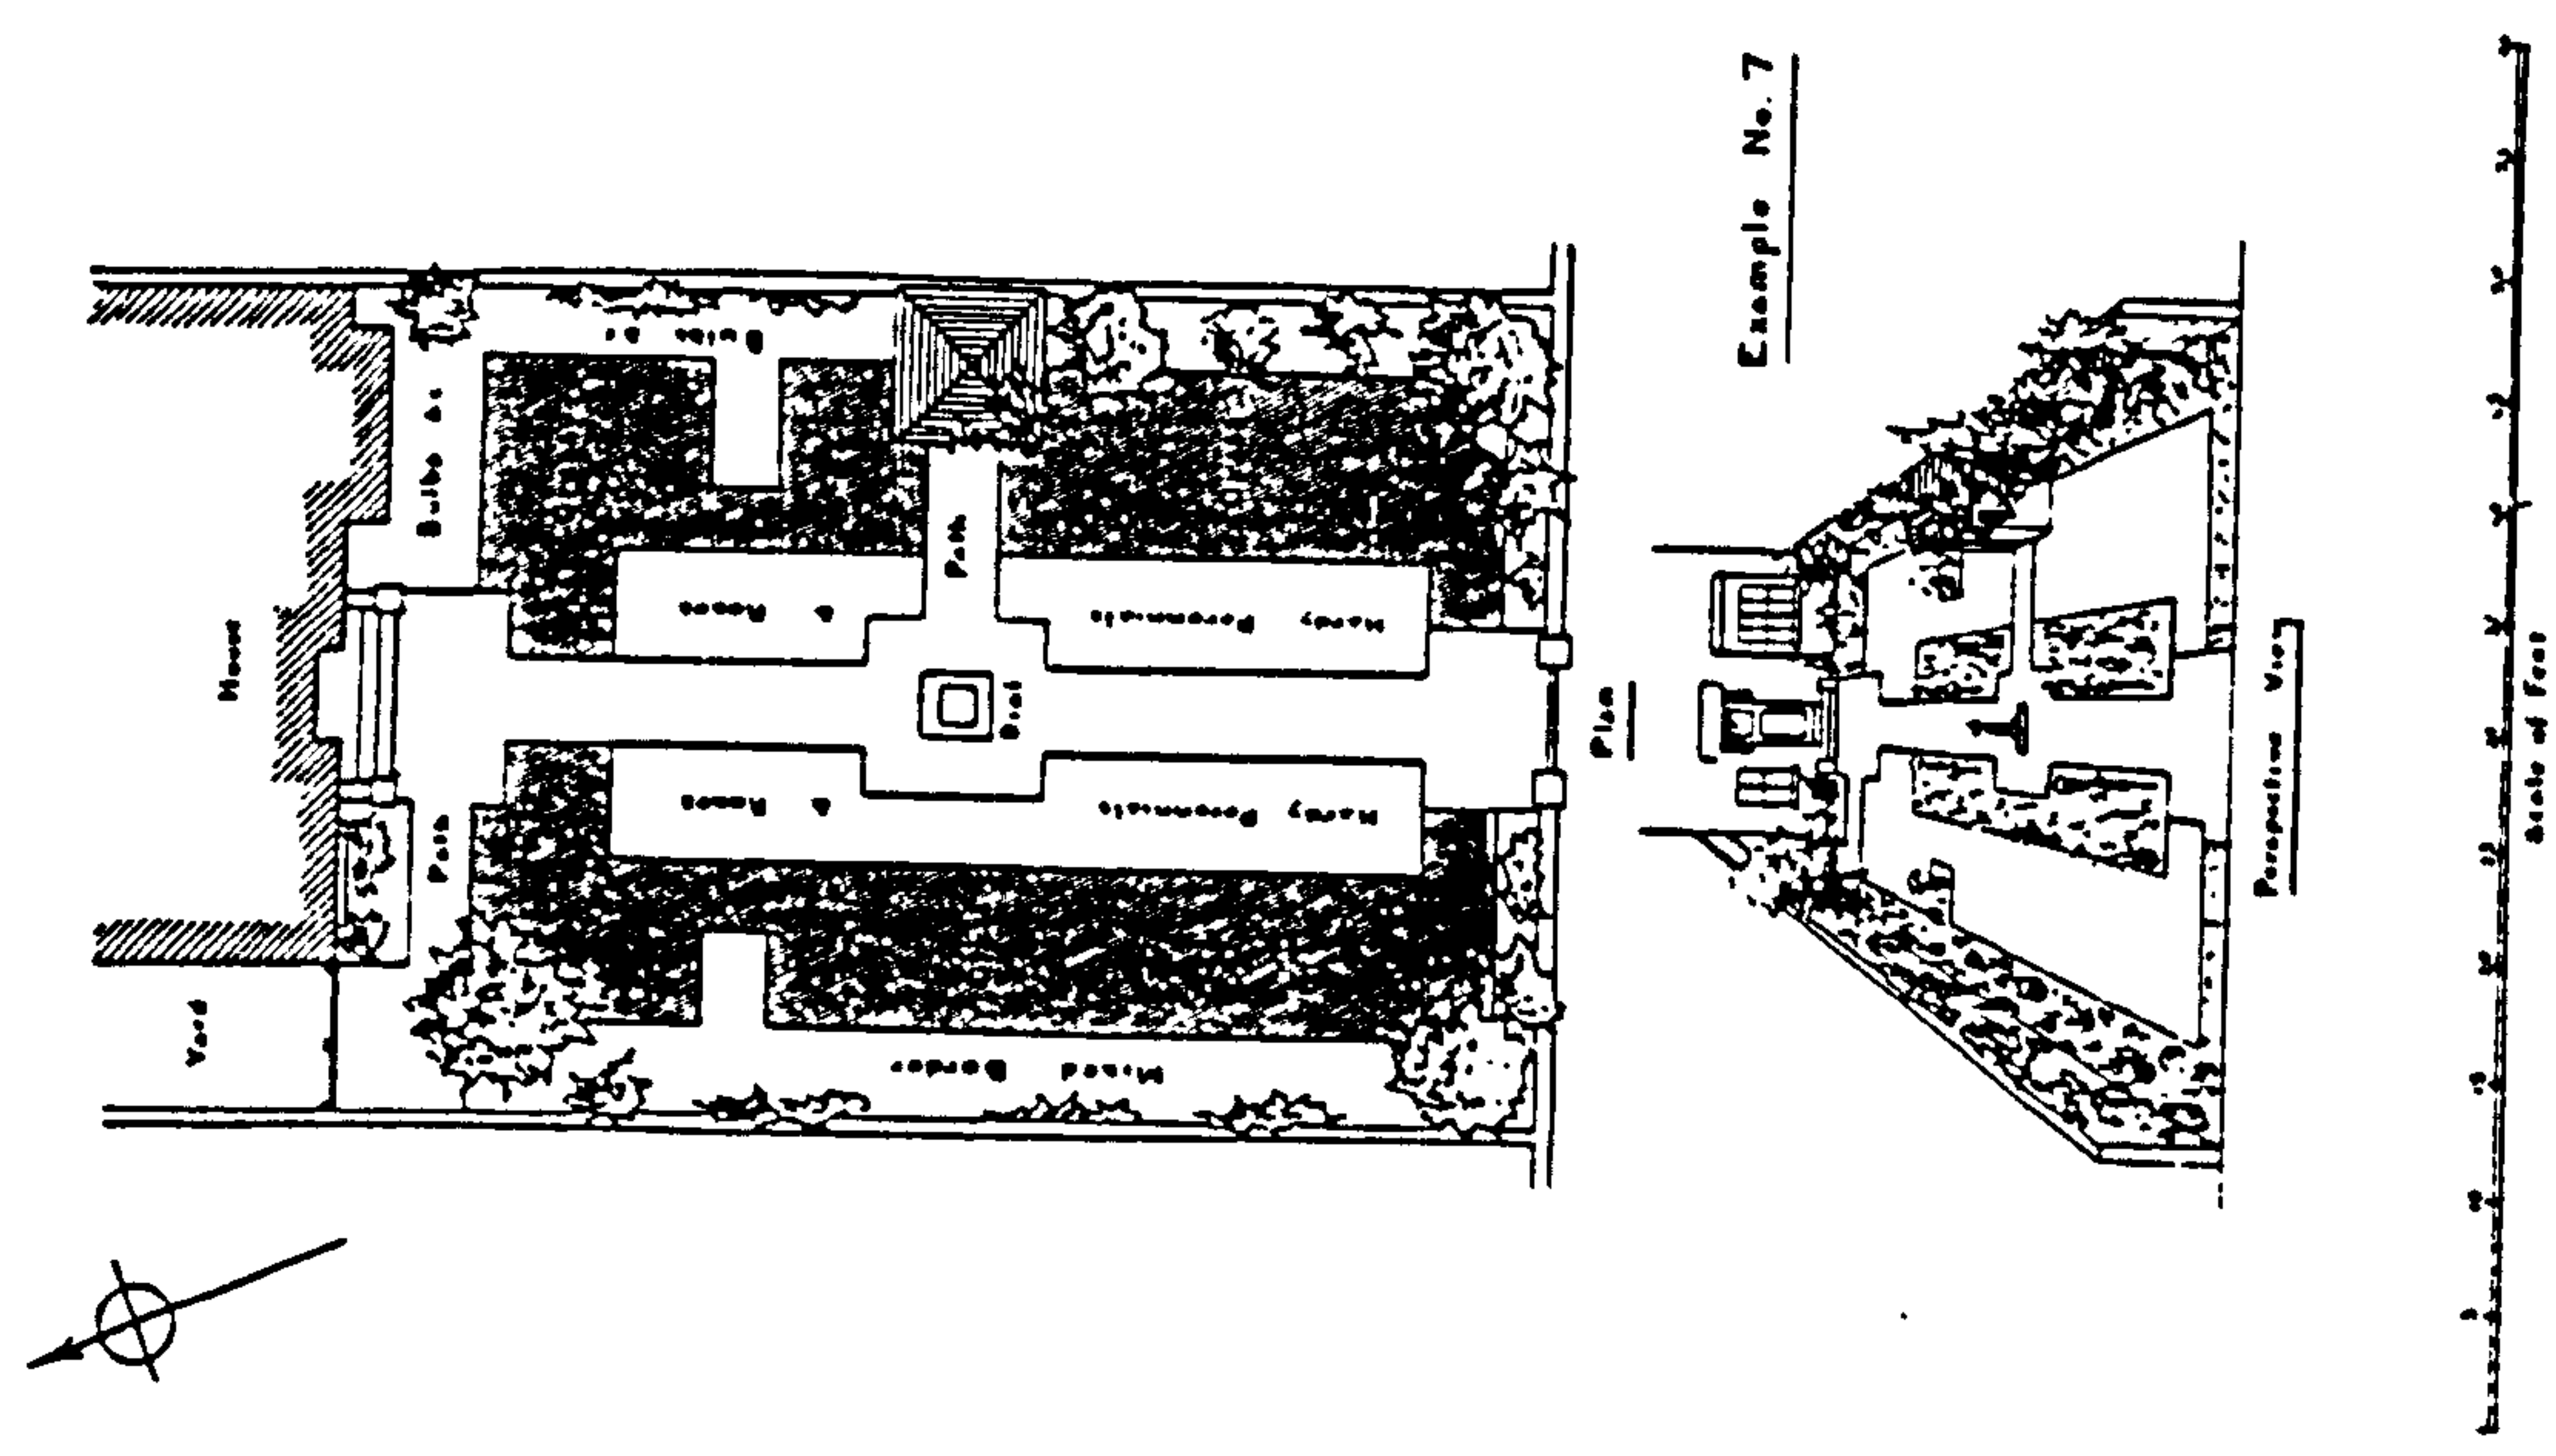 Example No. 7
House
Yard
Path
Bulbs &c
Bulbs &c
Path
Roses &
Hardy Perennials
Dial
Roses &
Hardy Perennials
Mixed Border
Plan
Perspective View
Scale of Feet